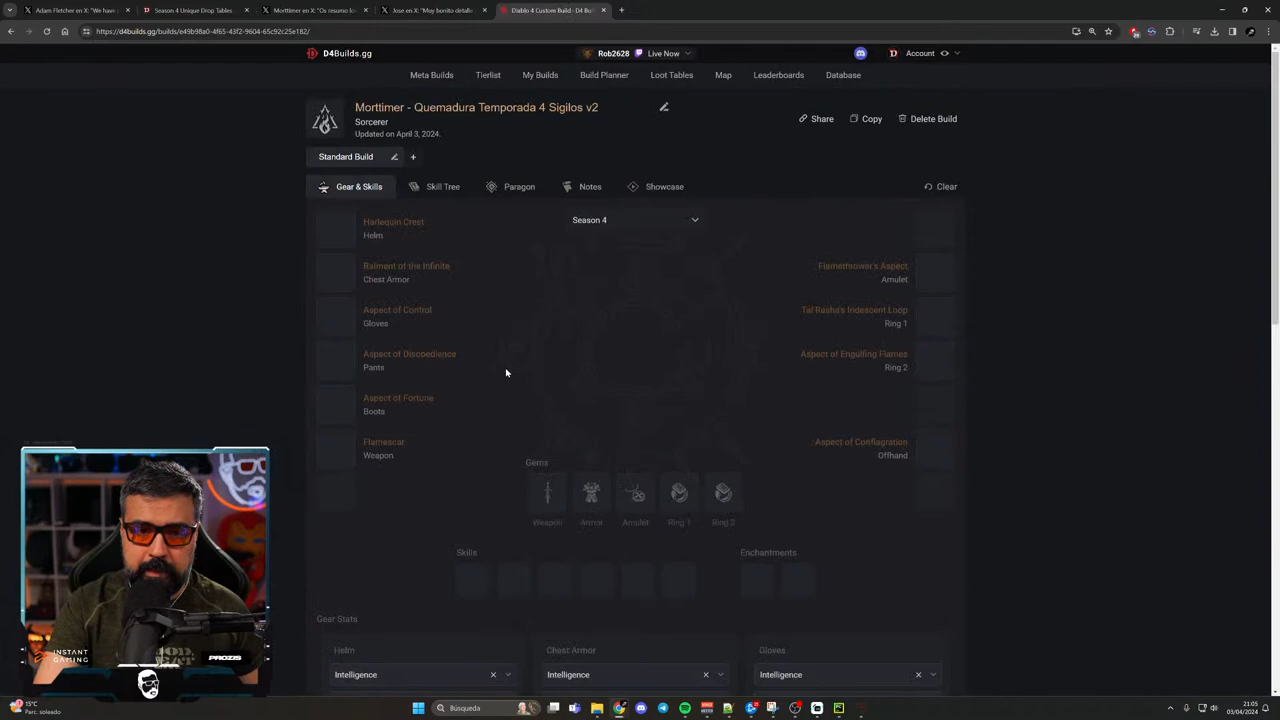 Adam Fletcher en X: "We have
Season 4 Unique Drop Tables
Morttimer en X: "Os resumo lo
Jose en X: "Muy bonito detalle
Diablo 4 Custom Build - D4 Buil
https://d4builds.gg/builds/e49b98a0-4f65-43f2-9604-65c92c25e182/
D4Builds.gg
Rob2628
Live Now
Account
Meta Builds
Tierlist
My Builds
Build Planner
Loot Tables
Map
Leaderboards
Database
Morttimer - Quemadura Temporada 4 Sigilos v2
Sorcerer
Updated on April 3, 2024.
Share
Copy
Delete Build
Standard Build
Gear & Skills
Skill Tree
Paragon
Notes
Showcase
Clear
Season 4
Harlequin Crest
Helm
Raiment of the Infinite
Chest Armor
Flamethrower's Aspect
Amulet
Aspect of Control
Gloves
Tal Rasha's Iridescent Loop
Ring 1
Aspect of Disobedience
Pants
Aspect of Engulfing Flames
Ring 2
Aspect of Fortune
Boots
Flamescar
Weapon
Aspect of Conflagration
Offhand
Gems
Weapon
Armor
Amulet
Ring 1
Ring 2
Skills
Enchantments
Gear Stats
Helm
Chest Armor
Gloves
Intelligence
Intelligence
Intelligence
INSTANT
GAMING
PROZIS
15°C
Parc. soleado
Búsqueda
21:05
03/04/2024